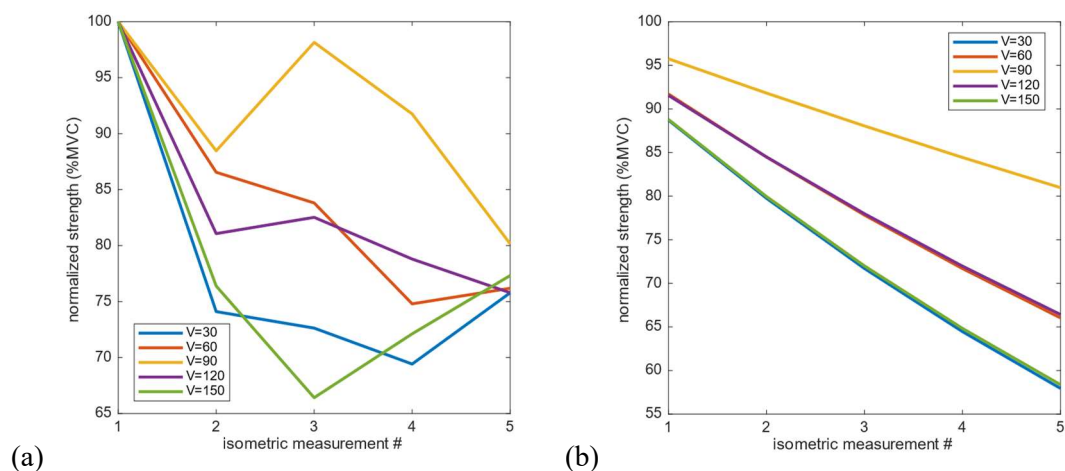 100
95
90
85
80
75
70
65
normalized strength (%MVC)
V=30
V=60
V=90
V=120
V=150
1 2 3 4 5
isometric measurement #
(a)
100
95
90
85
80
75
70
65
60
55
normalized strength (%MVC)
V=30
V=60
V=90
V=120
V=150
1 2 3 4 5
isometric measurement #
(b)